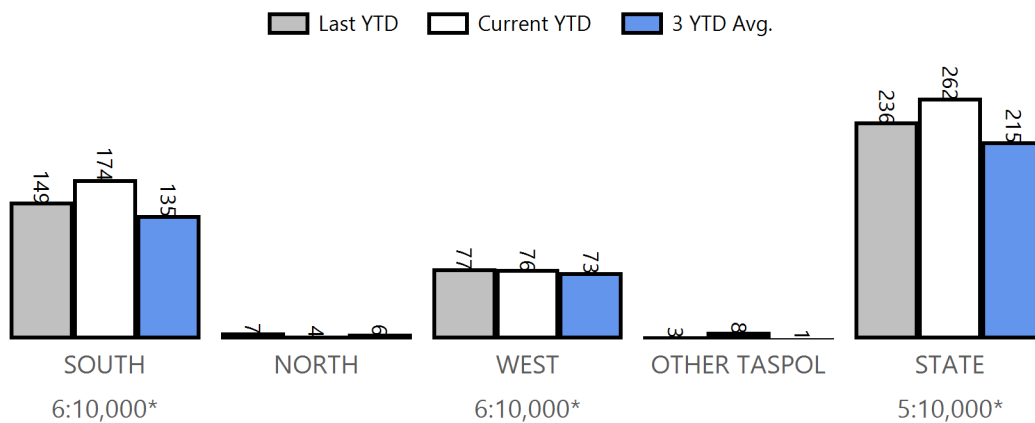 Last YTD Current YTD 3 YTD Avg.
149 174 135 7 4 6 77 76 73 3 8 1 236 262 215
SOUTH NORTH WEST OTHER TASPOL STATE
6:10,000* 6:10,000* 5:10,000*